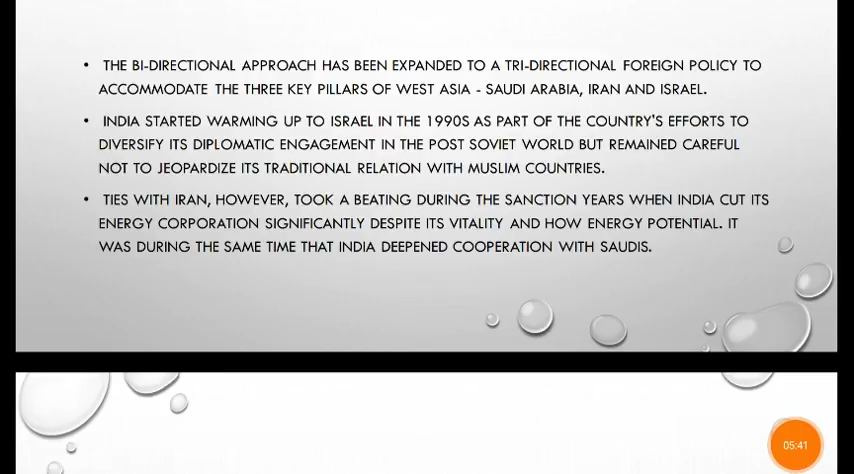 • THE BI-DIRECTIONAL APPROACH HAS BEEN EXPANDED TO A TRI-DIRECTIONAL FOREIGN POLICY TO
ACCOMMODATE THE THREE KEY PILLARS OF WEST ASIA - SAUDI ARABIA, IRAN AND ISRAEL.
• INDIA STARTED WARMING UP TO ISRAEL IN THE 1990S AS PART OF THE COUNTRY'S EFFORTS TO
DIVERSIFY ITS DIPLOMATIC ENGAGEMENT IN THE POST SOVIET WORLD BUT REMAINED CAREFUL
NOT TO JEOPARDIZE ITS TRADITIONAL RELATION WITH MUSLIM COUNTRIES.
• TIES WITH IRAN, HOWEVER, TOOK A BEATING DURING THE SANCTION YEARS WHEN INDIA CUT ITS
ENERGY CORPORATION SIGNIFICANTLY DESPITE ITS VITALITY AND HOW ENERGY POTENTIAL. IT
WAS DURING THE SAME TIME THAT INDIA DEEPENED COOPERATION WITH SAUDIS.
05:41